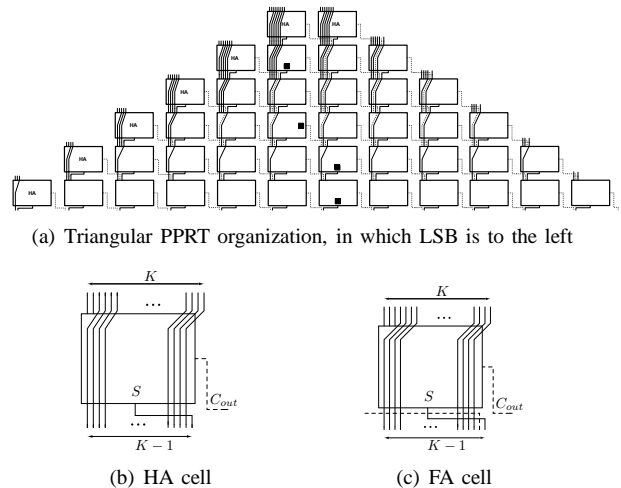 HA HA
HA
HA
HA
HA
HA
(a) Triangular PPRT organization, in which LSB is to the left
K
...
S
C_out
...
K − 1
(b) HA cell
K
...
S
C_out
...
K − 1
(c) FA cell